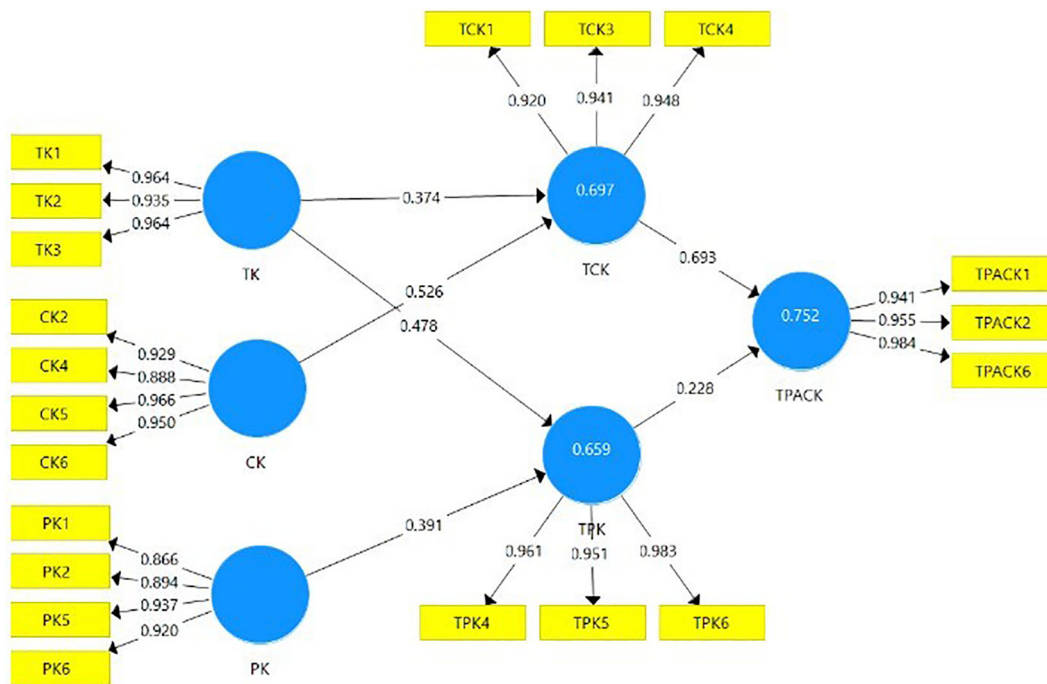 TCK1 TCK3 TCK4
0.920 0.941 0.948
TK1
0.964
TK2
0.935
TK3
0.964
TK
0.374
0.697
TCK
0.693
0.526
0.478
CK2
0.929
CK4
0.888
CK5
0.966
CK6
0.950
CK
0.752
TPACK
0.941
TPACK1
0.955
TPACK2
0.984
TPACK6
0.228
0.659
TPK
0.391
PK1
0.866
PK2
0.894
PK5
0.937
PK6
0.920
PK
0.961 0.951 0.983
TPK4 TPK5 TPK6